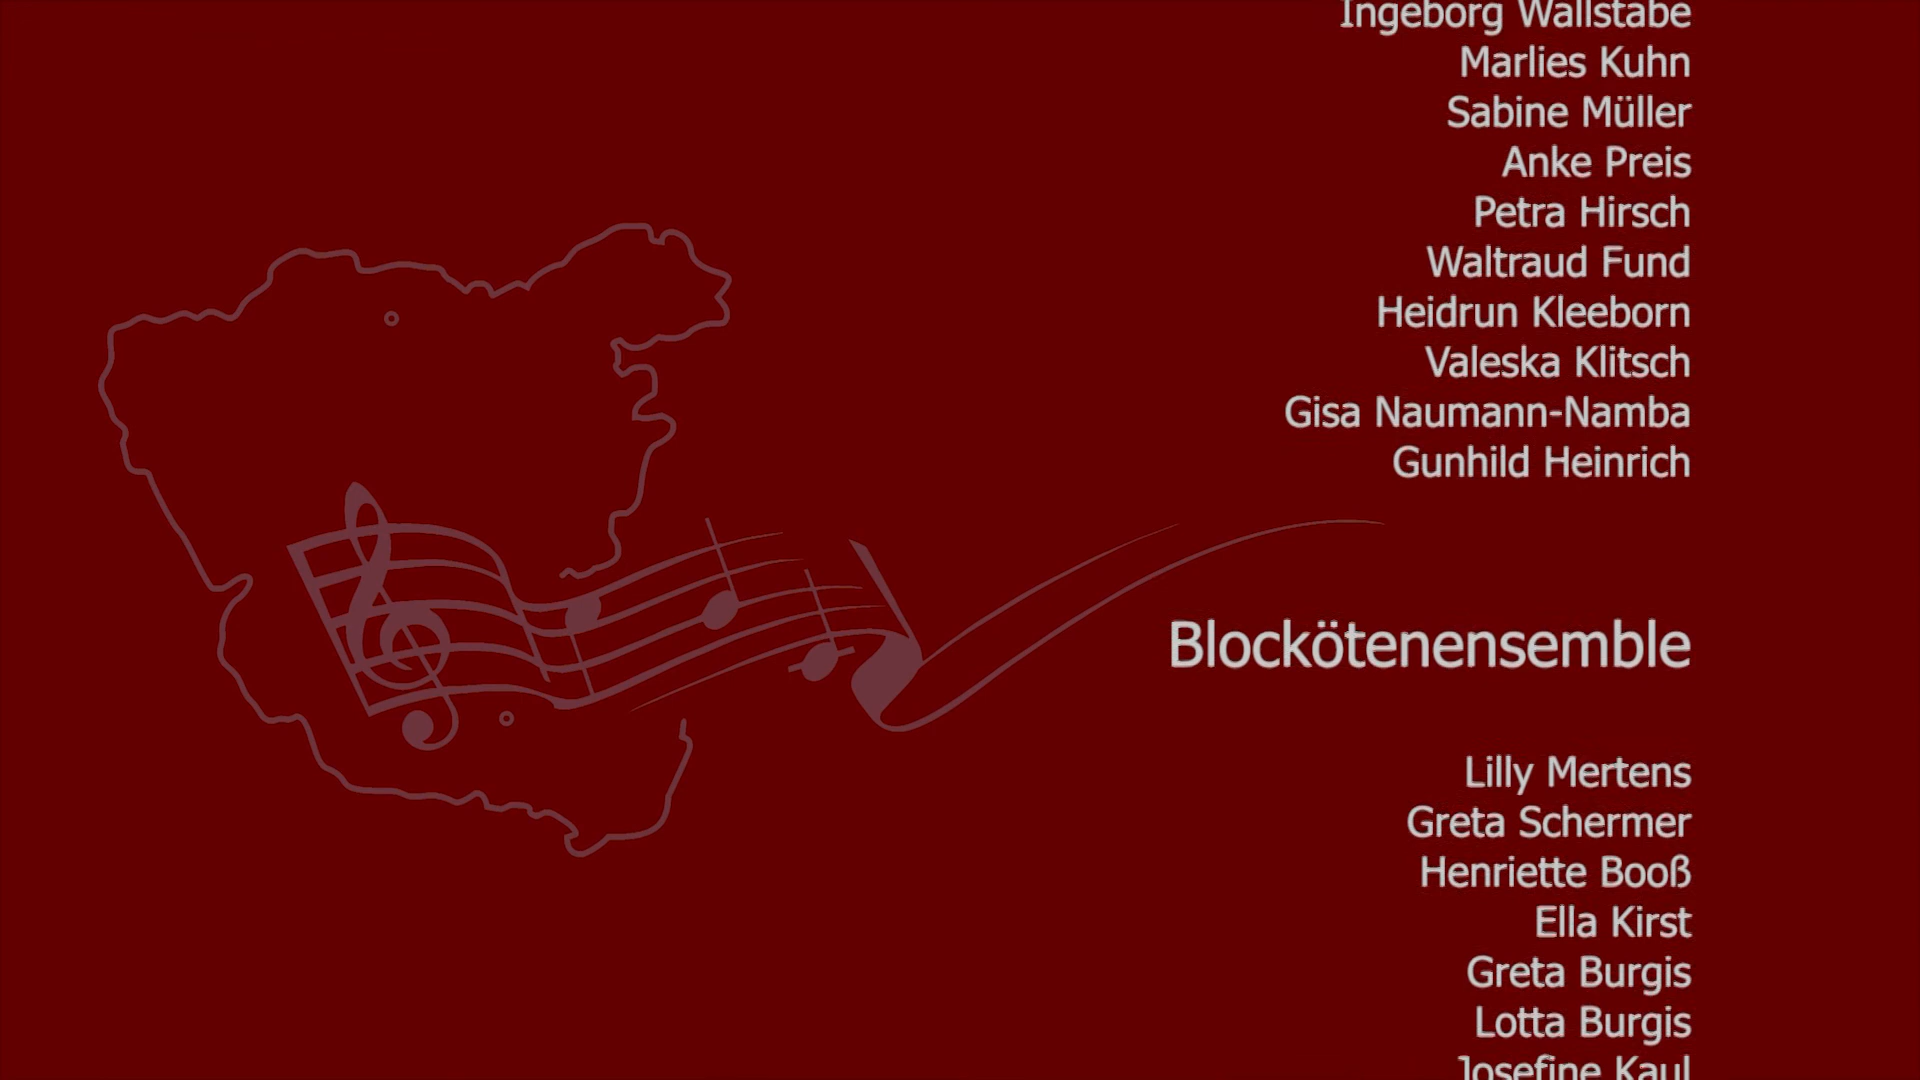 Ingeborg Wallstabe
Marlies Kuhn
Sabine Müller
Anke Preis
Petra Hirsch
Waltraud Fund
Heidrun Kleeborn
Valeska Klitsch
Gisa Naumann-Namba
Gunhild Heinrich
Blockötenensemble
Lilly Mertens
Greta Schermer
Henriette Booß
Ella Kirst
Greta Burgis
Lotta Burgis
Josefine Kaul